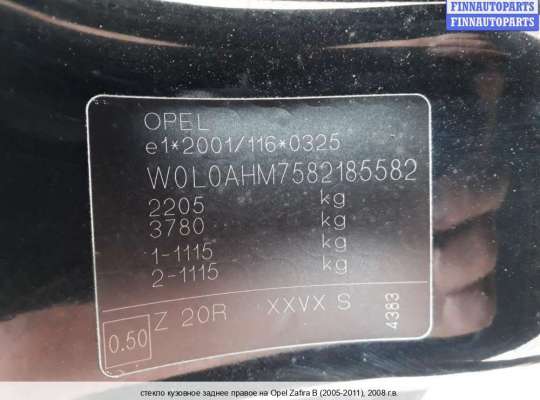 FINNAUTOPARTS
FINNAUTOPARTS
OPEL
e1*2001/116*0325
W0L0AHM7582185582
2205 kg
3780 kg
1-1115 kg
2-1115 kg
0.50 Z 20R XXVX S 4383
стекло кузовное заднее правое на Opel Zafira B (2005-2011), 2008 г.в.